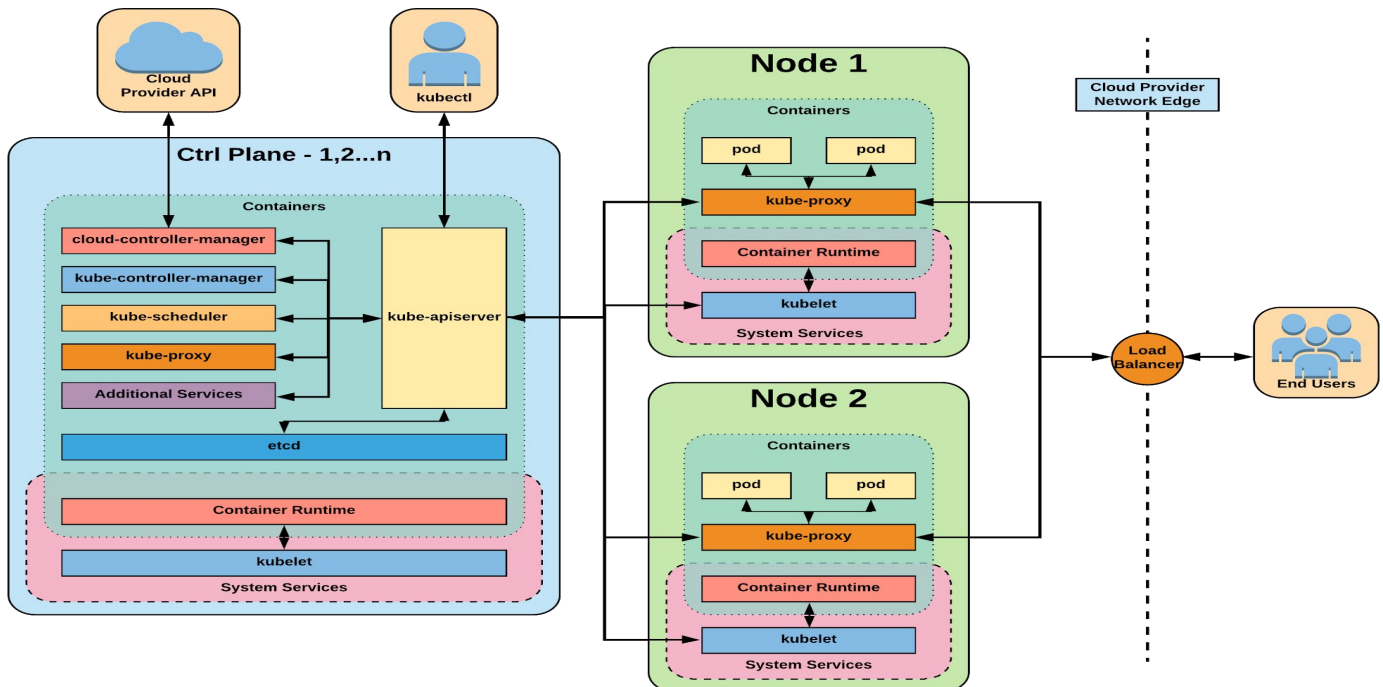 Cloud
Provider API
kubectl
Ctrl Plane - 1,2...n
Containers
cloud-controller-manager
kube-controller-manager
kube-scheduler
kube-proxy
Additional Services
kube-apiserver
etcd
Container Runtime
kubelet
System Services
Node 1
Containers
pod
pod
kube-proxy
Container Runtime
kubelet
System Services
Node 2
Containers
pod
pod
kube-proxy
Container Runtime
kubelet
System Services
Cloud Provider
Network Edge
Load
Balancer
End Users